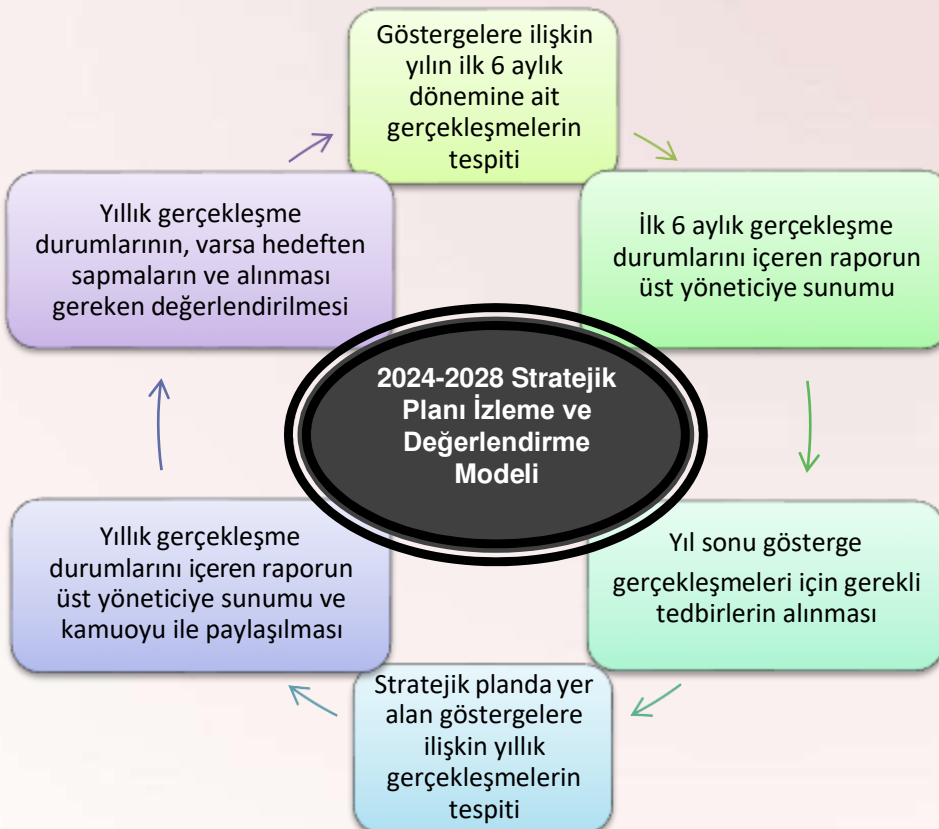 Göstergelere ilişkin
yılın ilk 6 aylık
dönemine ait
gerçekleşmelerin
tespiti
İlk 6 aylık gerçekleşme
durumlarını içeren raporun
üst yöneticiye sunumu
Yıl sonu gösterge
gerçekleşmeleri için gerekli
tedbirlerin alınması
Stratejik planda yer
alan göstergelere
ilişkin yıllık
gerçekleşmelerin
tespiti
Yıllık gerçekleşme
durumlarını içeren raporun
üst yöneticiye sunumu ve
kamuoyu ile paylaşılması
Yıllık gerçekleşme
durumlarının, varsa hedeften
sapmaların ve alınması
gereken değerlendirilmesi
2024-2028 Stratejik
Planı İzleme ve
Değerlendirme
Modeli